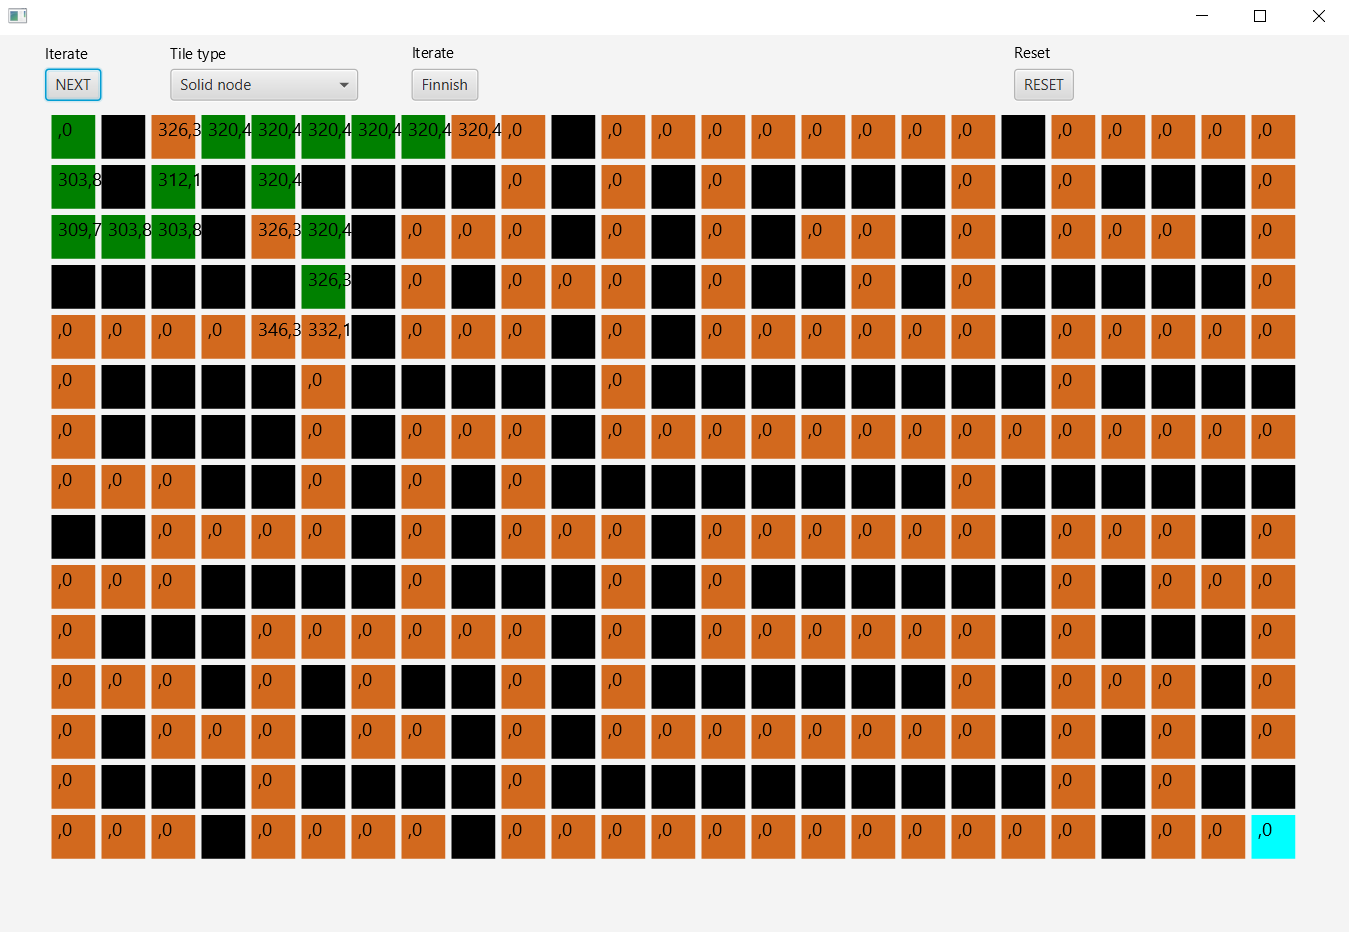 Iterate Tile type Iterate Reset
NEXT Solid node Finnish RESET
,0 326,3 320,4 320,4 320,4 320,4 320,4 320,4 ,0 ,0 ,0 ,0 ,0 ,0 ,0 ,0 ,0 ,0 ,0 ,0 ,0 ,0
303,8 312,1 320,4 ,0 ,0 ,0 ,0 ,0 ,0
309,7 303,8 303,8 326,3 320,4 ,0 ,0 ,0 ,0 ,0 ,0 ,0 ,0 ,0 ,0 ,0 ,0
326,3 ,0 ,0 ,0 ,0 ,0 ,0 ,0 ,0
,0 ,0 ,0 ,0 346,3 332,1 ,0 ,0 ,0 ,0 ,0 ,0 ,0 ,0 ,0 ,0 ,0 ,0 ,0 ,0 ,0
,0 ,0 ,0 ,0
,0 ,0 ,0 ,0 ,0 ,0 ,0 ,0 ,0 ,0 ,0 ,0 ,0 ,0 ,0 ,0 ,0 ,0 ,0
,0 ,0 ,0 ,0 ,0 ,0 ,0
,0 ,0 ,0 ,0 ,0 ,0 ,0 ,0 ,0 ,0 ,0 ,0 ,0 ,0 ,0 ,0 ,0 ,0
,0 ,0 ,0 ,0 ,0 ,0 ,0 ,0 ,0 ,0
,0 ,0 ,0 ,0 ,0 ,0 ,0 ,0 ,0 ,0 ,0 ,0 ,0 ,0 ,0 ,0
,0 ,0 ,0 ,0 ,0 ,0 ,0 ,0 ,0 ,0 ,0 ,0
,0 ,0 ,0 ,0 ,0 ,0 ,0 ,0 ,0 ,0 ,0 ,0 ,0 ,0 ,0 ,0 ,0 ,0
,0 ,0 ,0 ,0 ,0
,0 ,0 ,0 ,0 ,0 ,0 ,0 ,0 ,0 ,0 ,0 ,0 ,0 ,0 ,0 ,0 ,0 ,0 ,0 ,0 ,0 ,0